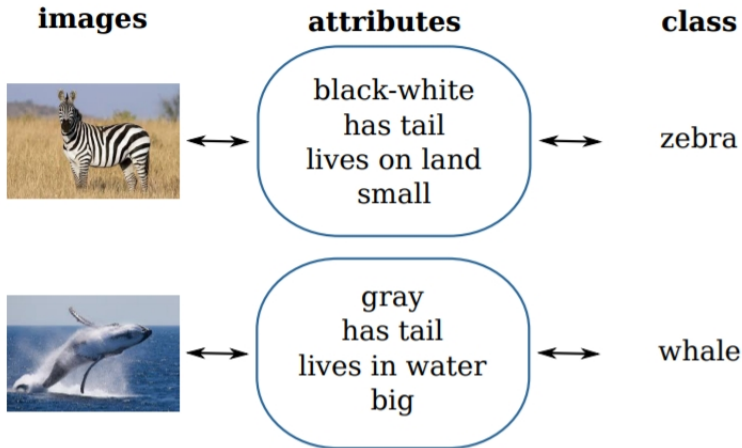 images attributes class
black-white
has tail
lives on land
small
zebra
gray
has tail
lives in water
big
whale